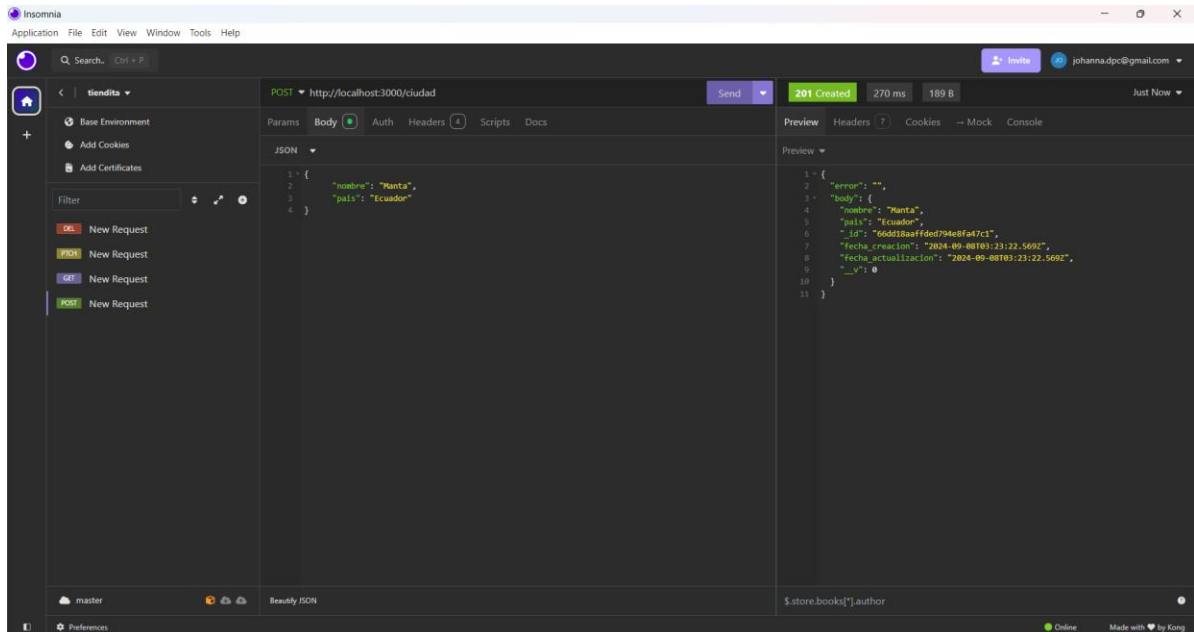 Insomnia
Application File Edit View Window Tools Help
Search.. Ctrl + P
Invite
JO
johanna.dpc@gmail.com
tiendita
Base Environment
Add Cookies
Add Certificates
Filter
DEL New Request
PTCH New Request
GET New Request
POST New Request
master
Preferences
POST http://localhost:3000/ciudad
Send
Params Body Auth Headers 4 Scripts Docs
JSON
1 {
2 "nombre": "Manta",
3 "pais": "Ecuador"
4 }
Beautify JSON
201 Created 270 ms 189 B Just Now
Preview Headers 7 Cookies → Mock Console
Preview
1 {
2 "error": "",
3 "body": {
4 "nombre": "Manta",
5 "pais": "Ecuador",
6 "_id": "66dd18aaffded794e8fa47c1",
7 "fecha_creacion": "2024-09-08T03:23:22.569Z",
8 "fecha_actualizacion": "2024-09-08T03:23:22.569Z",
9 "__v": 0
10 }
11 }
$.store.books[*].author
Online
Made with ♥ by Kong